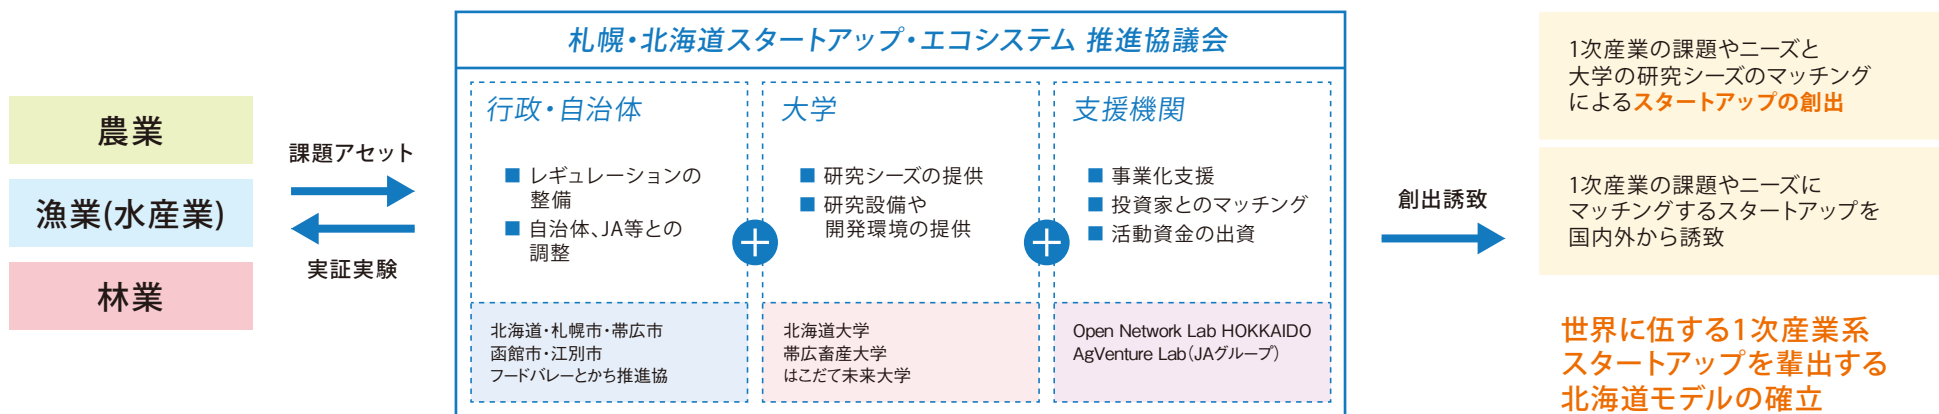 農業
漁業(水産業)
林業
課題アセット
実証実験
札幌・北海道スタートアップ・エコシステム 推進協議会
行政・自治体
■ レギュレーションの
整備
■ 自治体、JA等との
調整
北海道・札幌市・帯広市
函館市・江別市
フードバレーとかち推進協
大学
■ 研究シーズの提供
■ 研究設備や
開発環境の提供
北海道大学
帯広畜産大学
はこだて未来大学
支援機関
■ 事業化支援
■ 投資家とのマッチング
■ 活動資金の出資
Open Network Lab HOKKAIDO
AgVenture Lab(JAグループ)
創出誘致
1次産業の課題やニーズと
大学の研究シーズのマッチング
によるスタートアップの創出
1次産業の課題やニーズに
マッチングするスタートアップを
国内外から誘致
世界に伍する1次産業系
スタートアップを輩出する
北海道モデルの確立